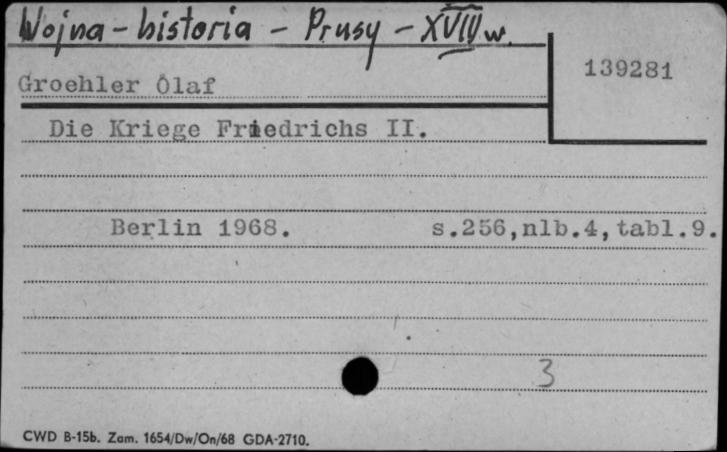 Wojna - historia - Prusy - XVIII w.
139281
Groehler Olaf
Die Kriege Friedrichs II.
Berlin 1968. s.256,nlb.4,tabl.9.
3
CWD B-15b. Zam. 1654/Dw/On/68 GDA-2710.